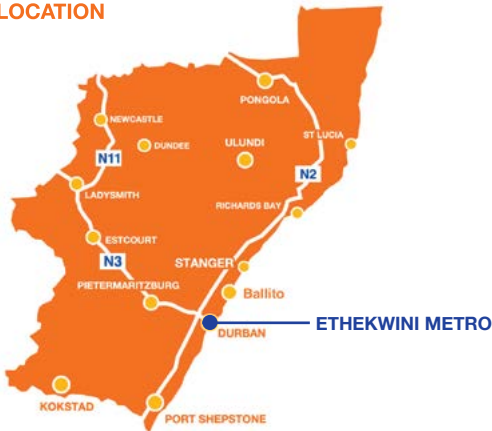 LOCATION
PONGOLA
NEWCASTLE
DUNDEE
ULUNDI
ST LUCIA
N11
N2
LADYSMITH
RICHARDS BAY
ESTCOURT
N3
STANGER
PIETERMARITZBURG
Ballito
ETHEKWINI METRO
DURBAN
KOKSTAD
PORT SHEPSTONE